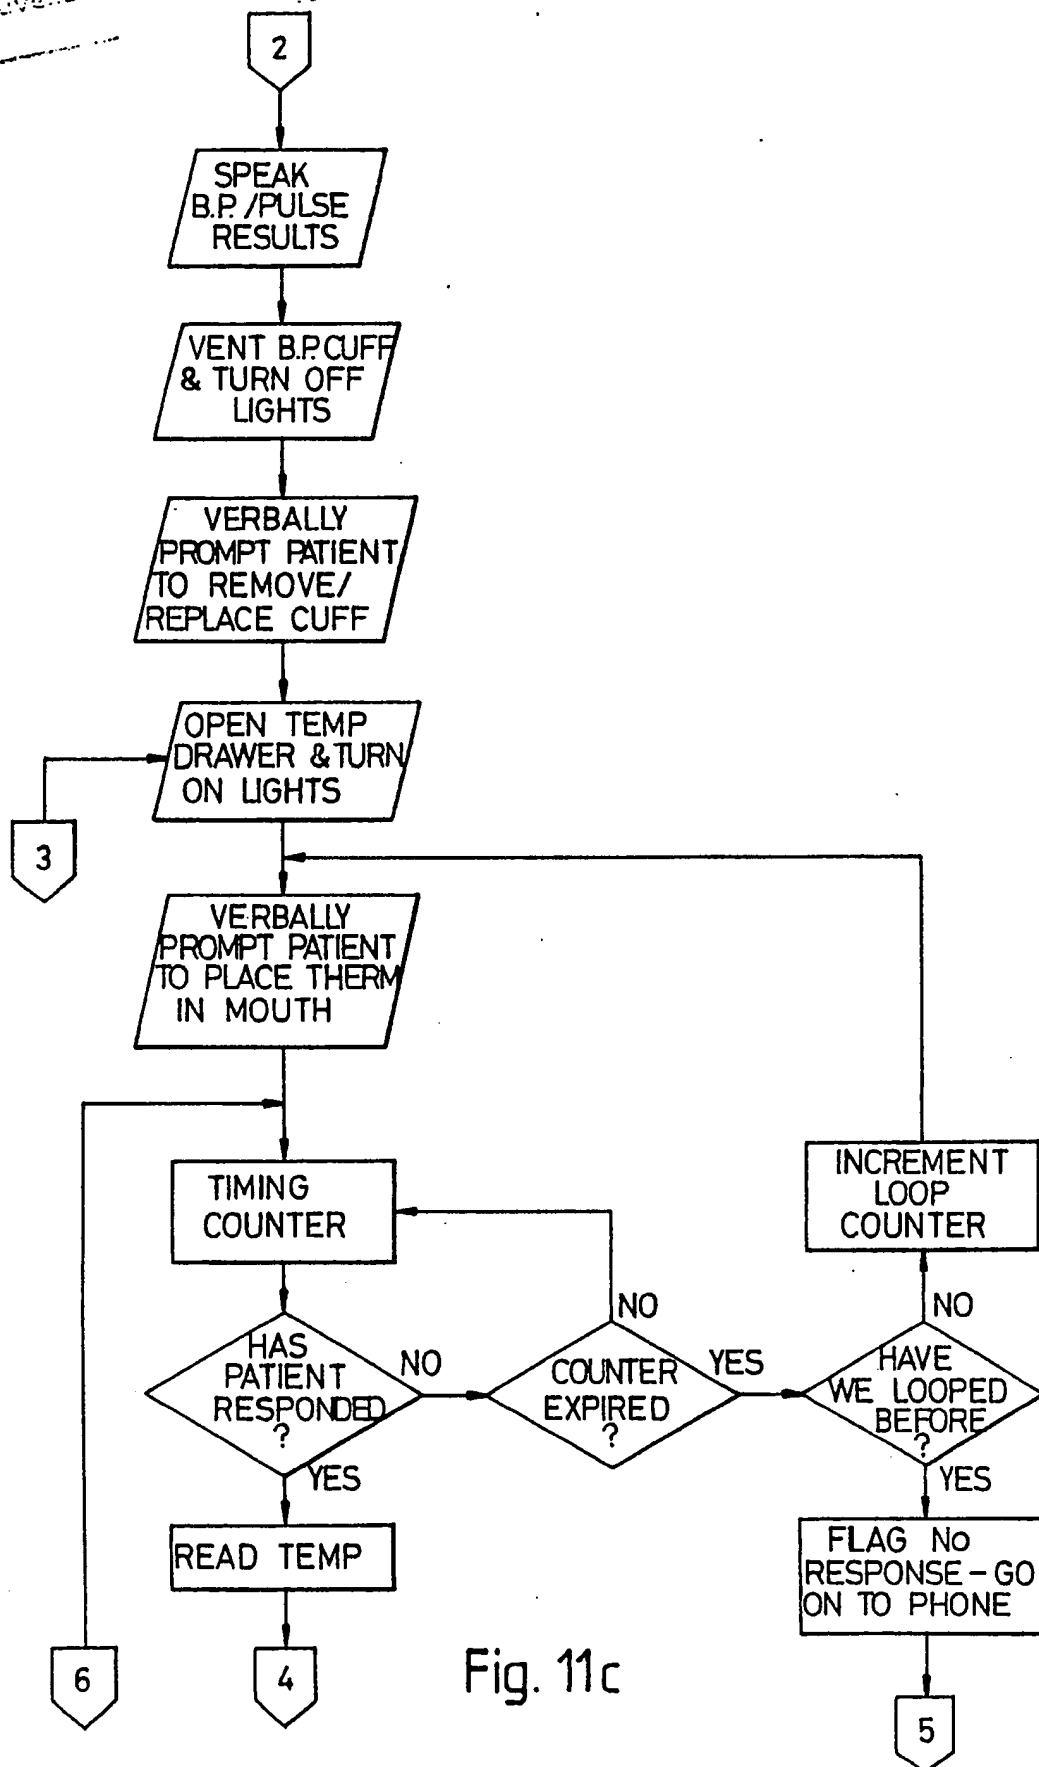 2
SPEAK
B.P./PULSE
RESULTS
VENT B.P. CUFF
& TURN OFF
LIGHTS
VERBALLY
PROMPT PATIENT
TO REMOVE/
REPLACE CUFF
OPEN TEMP
DRAWER & TURN
ON LIGHTS
3
VERBALLY
PROMPT PATIENT
TO PLACE THERM
IN MOUTH
TIMING
COUNTER
INCREMENT
LOOP
COUNTER
HAS
PATIENT
RESPONDED
?
NO
YES
COUNTER
EXPIRED
?
NO
YES
HAVE
WE LOOPED
BEFORE
?
NO
YES
READ TEMP
FLAG No
RESPONSE - GO
ON TO PHONE
6
4
5
Fig. 11c